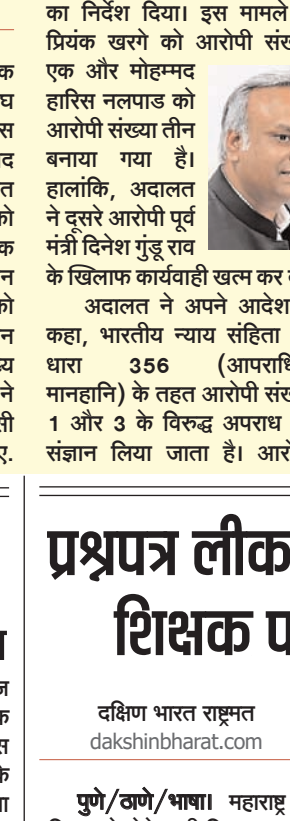 का निर्देश दिया। इस मामले
प्रियंक खरगे को आरोपी
एक और मोहम्मद
हारिस नलपाड को
आरोपी संख्या तीन
बनाया गया है।
हालांकि, अदालत
ने दूसरे आरोपी पूर्व
मंत्री दिनेश गुंडू राव
के खिलाफ कार्यवाही खत्म कर
अदालत ने अपने आदेश
कहा, भारतीय न्याय संहिता
धारा 356
मानहानि) के तहत आरोपी
1 और 3 के विरुद्ध अपराध
संज्ञान लिया जाता है।
प्रश्नपत्र लीक
शिक्षक
दक्षिण भारत राष्ट्रमत
dakshinbharat.com
पुणे/ठाणे/भाषा। महाराष्ट्र